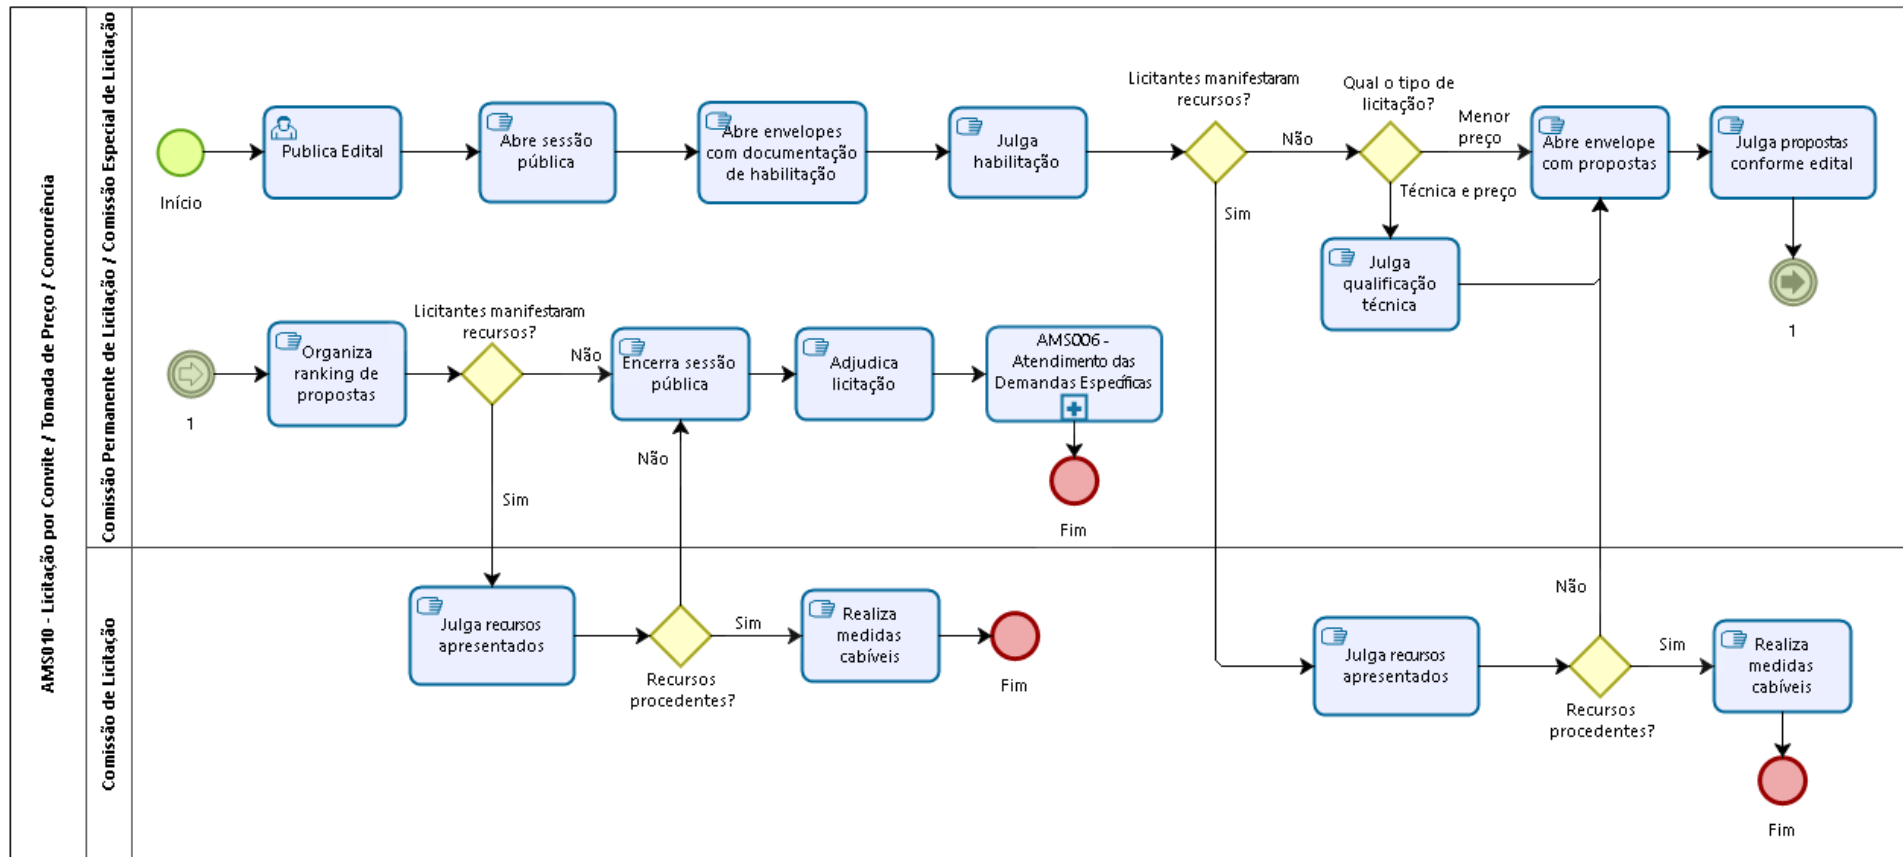 AMS010 - Licitação por Convite / Tomada de Preço / Concorrência
Comissão Permanente de Licitação / Comissão Especial de Licitação
Início
Publica Edital
Abre sessão
pública
Abre envelopes
com documentação
de habilitação
Julga
habilitação
Licitantes manifestaram
recursos?
Não
Sim
Qual o tipo de
licitação?
Menor
preço
Técnica e preço
Julga
qualificação
técnica
Abre envelope
com propostas
Julga propostas
conforme edital
1
1
Organiza
ranking de
propostas
Licitantes manifestaram
recursos?
Não
Sim
Encerra sessão
pública
Adjudica
licitação
AMS006 -
Atendimento das
Demandas Específicas
Fim
Não
Comissão de Licitação
Julga recursos
apresentados
Recursos
procedentes?
Sim
Realiza
medidas
cabíveis
Fim
Julga recursos
apresentados
Não
Recursos
procedentes?
Sim
Realiza
medidas
cabíveis
Fim